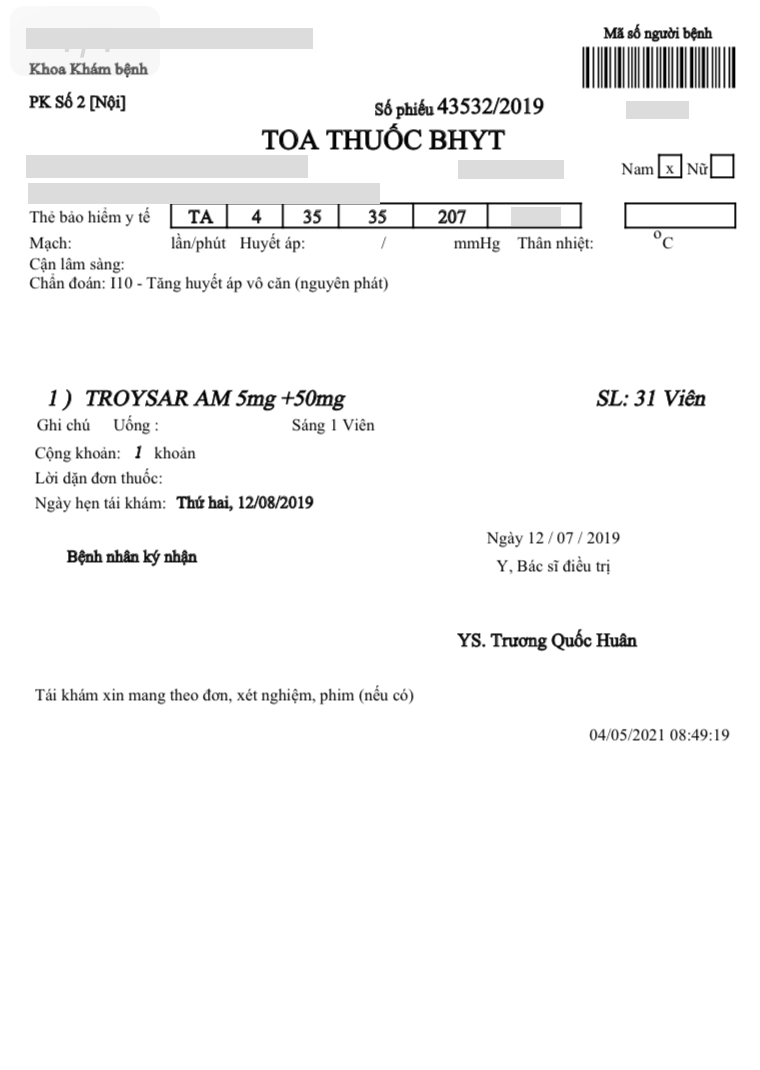 Mã số người bệnh
Khoa Khám bệnh
PK Số 2 [Nội]
Số phiếu 43532/2019
TOA THUỐC BHYT
Nam x Nữ
Thẻ bảo hiểm y tế TA 4 35 35 207
Mạch: lần/phút Huyết áp: / mmHg Thân nhiệt: °C
Cận lâm sàng:
Chẩn đoán: I10 - Tăng huyết áp vô căn (nguyên phát)
1 ) TROYSAR AM 5mg +50mg SL: 31 Viên
Ghi chú Uống : Sáng 1 Viên
Cộng khoản: 1 khoản
Lời dặn đơn thuốc:
Ngày hẹn tái khám: Thứ hai, 12/08/2019
Ngày 12 / 07 / 2019
Bệnh nhân ký nhận
Y, Bác sĩ điều trị
YS. Trương Quốc Huân
Tái khám xin mang theo đơn, xét nghiệm, phim (nếu có)
04/05/2021 08:49:19